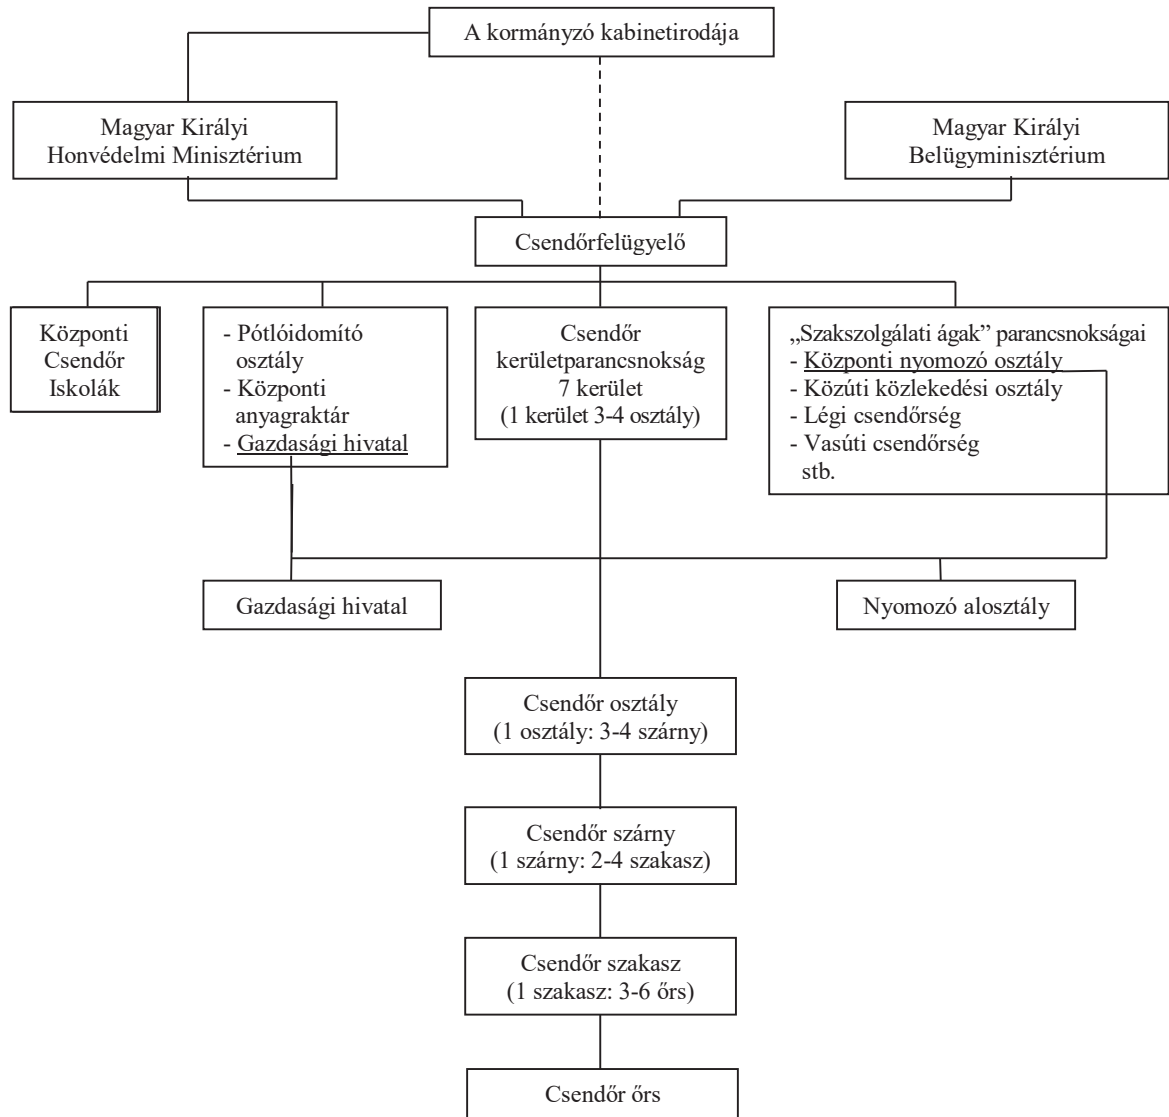 A kormányzó kabinetirodája
Magyar Királyi
Honvédelmi Minisztérium
Magyar Királyi
Belügyminisztérium
Csendőrfelügyelő
Központi
Csendőr
Iskolák
- Pótlóidomító
osztály
- Központi
anyagraktár
- Gazdasági hivatal
Csendőr
kerületparancsnokság
7 kerület
(1 kerület 3-4 osztály)
„Szakszolgálati ágak” parancsnokságai
- Központi nyomozó osztály
- Közúti közlekedési osztály
- Légi csendőrség
- Vasúti csendőrség
stb.
Gazdasági hivatal
Nyomozó alosztály
Csendőr osztály
(1 osztály: 3-4 szárny)
Csendőr szárny
(1 szárny: 2-4 szakasz)
Csendőr szakasz
(1 szakasz: 3-6 őrs)
Csendőr őrs